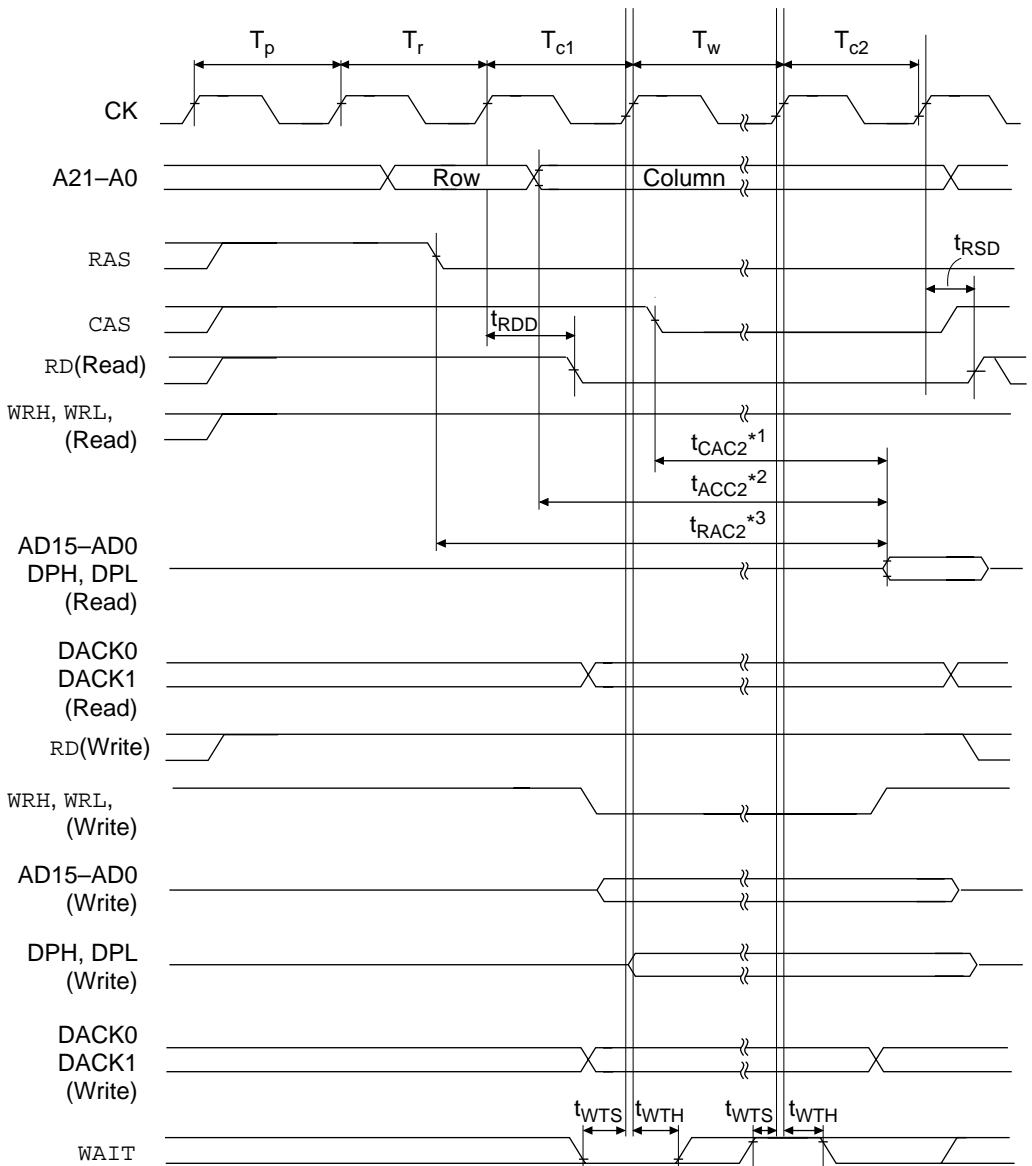 Tp Tr Tc1 Tw Tc2
CK
A21–A0 Row Column
RAS
tRSD
CAS
tRDD
RD(Read)
WRH, WRL,
(Read)
tCAC2*1
tACC2*2
tRAC2*3
AD15–AD0
DPH, DPL
(Read)
DACK0
DACK1
(Read)
RD(Write)
WRH, WRL,
(Write)
AD15–AD0
(Write)
DPH, DPL
(Write)
DACK0
DACK1
(Write)
tWTS tWTH tWTS tWTH
WAIT